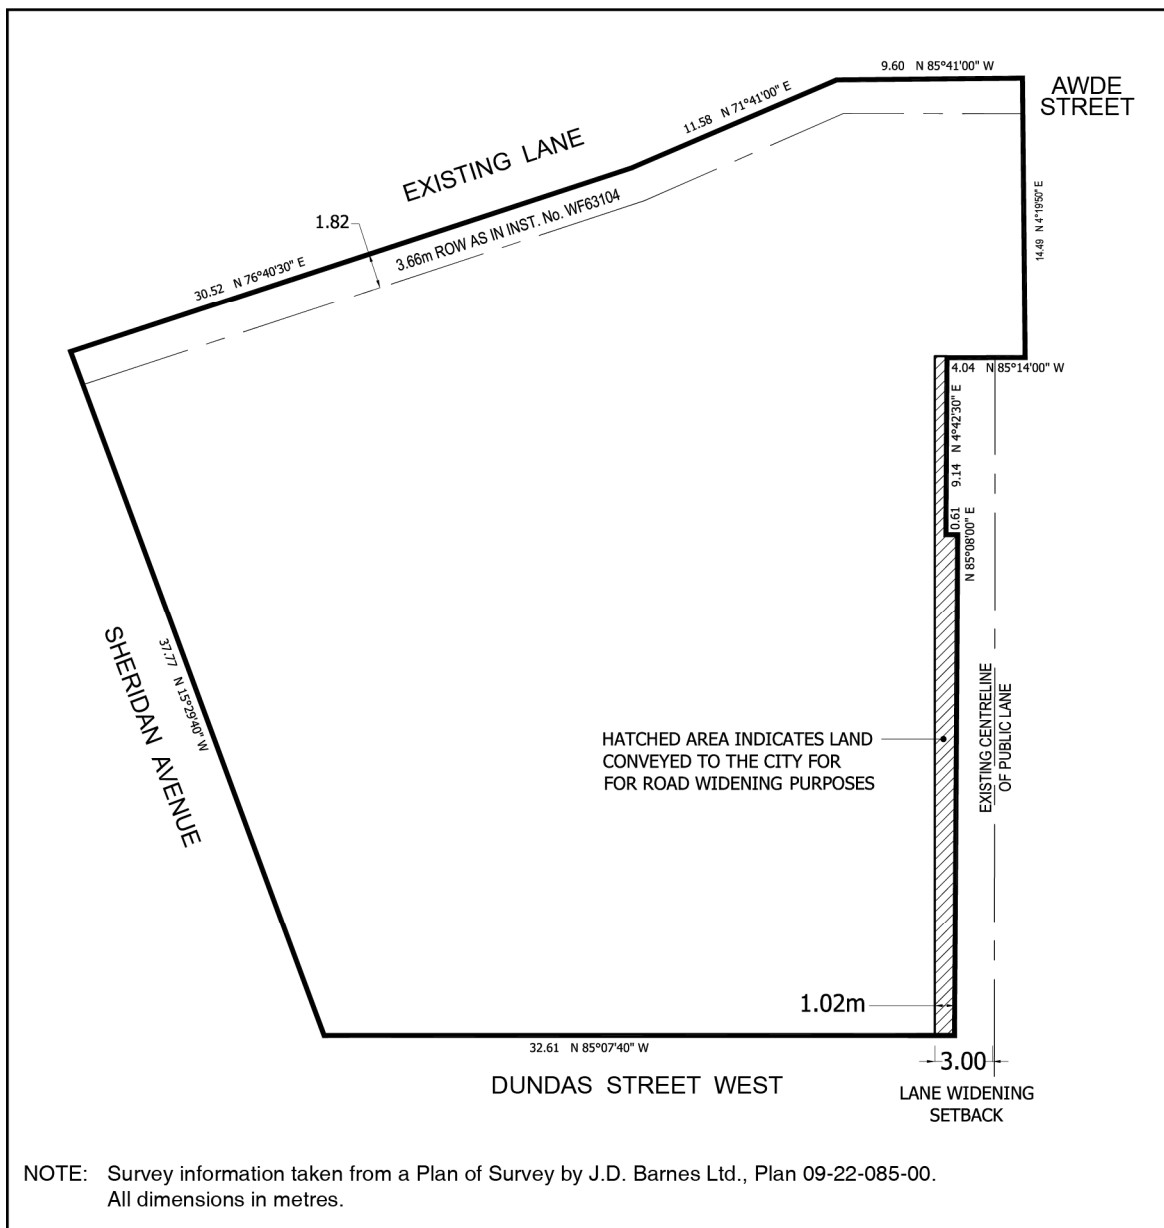 9.60 N 85°41'00" W
AWDE
STREET
11.58 N 71°41'00" E
EXISTING LANE
1.82
3.66m ROW AS IN INST. No. WF63104
30.52 N 76°40'30" E
14.49 N 4°19'50" E
4.04 N 85°14'00" W
9.14 N 4°42'30" E
0.61
N 85°08'00" E
SHERIDAN AVENUE
37.77 N 15°29'40" W
HATCHED AREA INDICATES LAND
CONVEYED TO THE CITY FOR
FOR ROAD WIDENING PURPOSES
EXISTING CENTRELINE
OF PUBLIC LANE
1.02m
32.61 N 85°07'40" W
3.00
DUNDAS STREET WEST
LANE WIDENING
SETBACK
NOTE: Survey information taken from a Plan of Survey by J.D. Barnes Ltd., Plan 09-22-085-00.
All dimensions in metres.